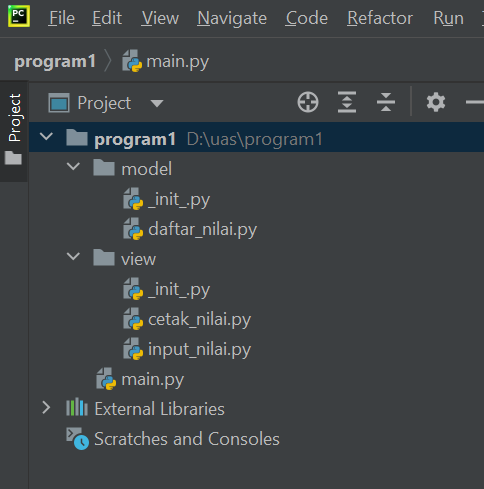 PC File Edit View Navigate Code Refactor Run
program1 main.py
Project
Project
program1 D:\uas\program1
model
_init_.py
daftar_nilai.py
view
_init_.py
cetak_nilai.py
input_nilai.py
main.py
External Libraries
Scratches and Consoles